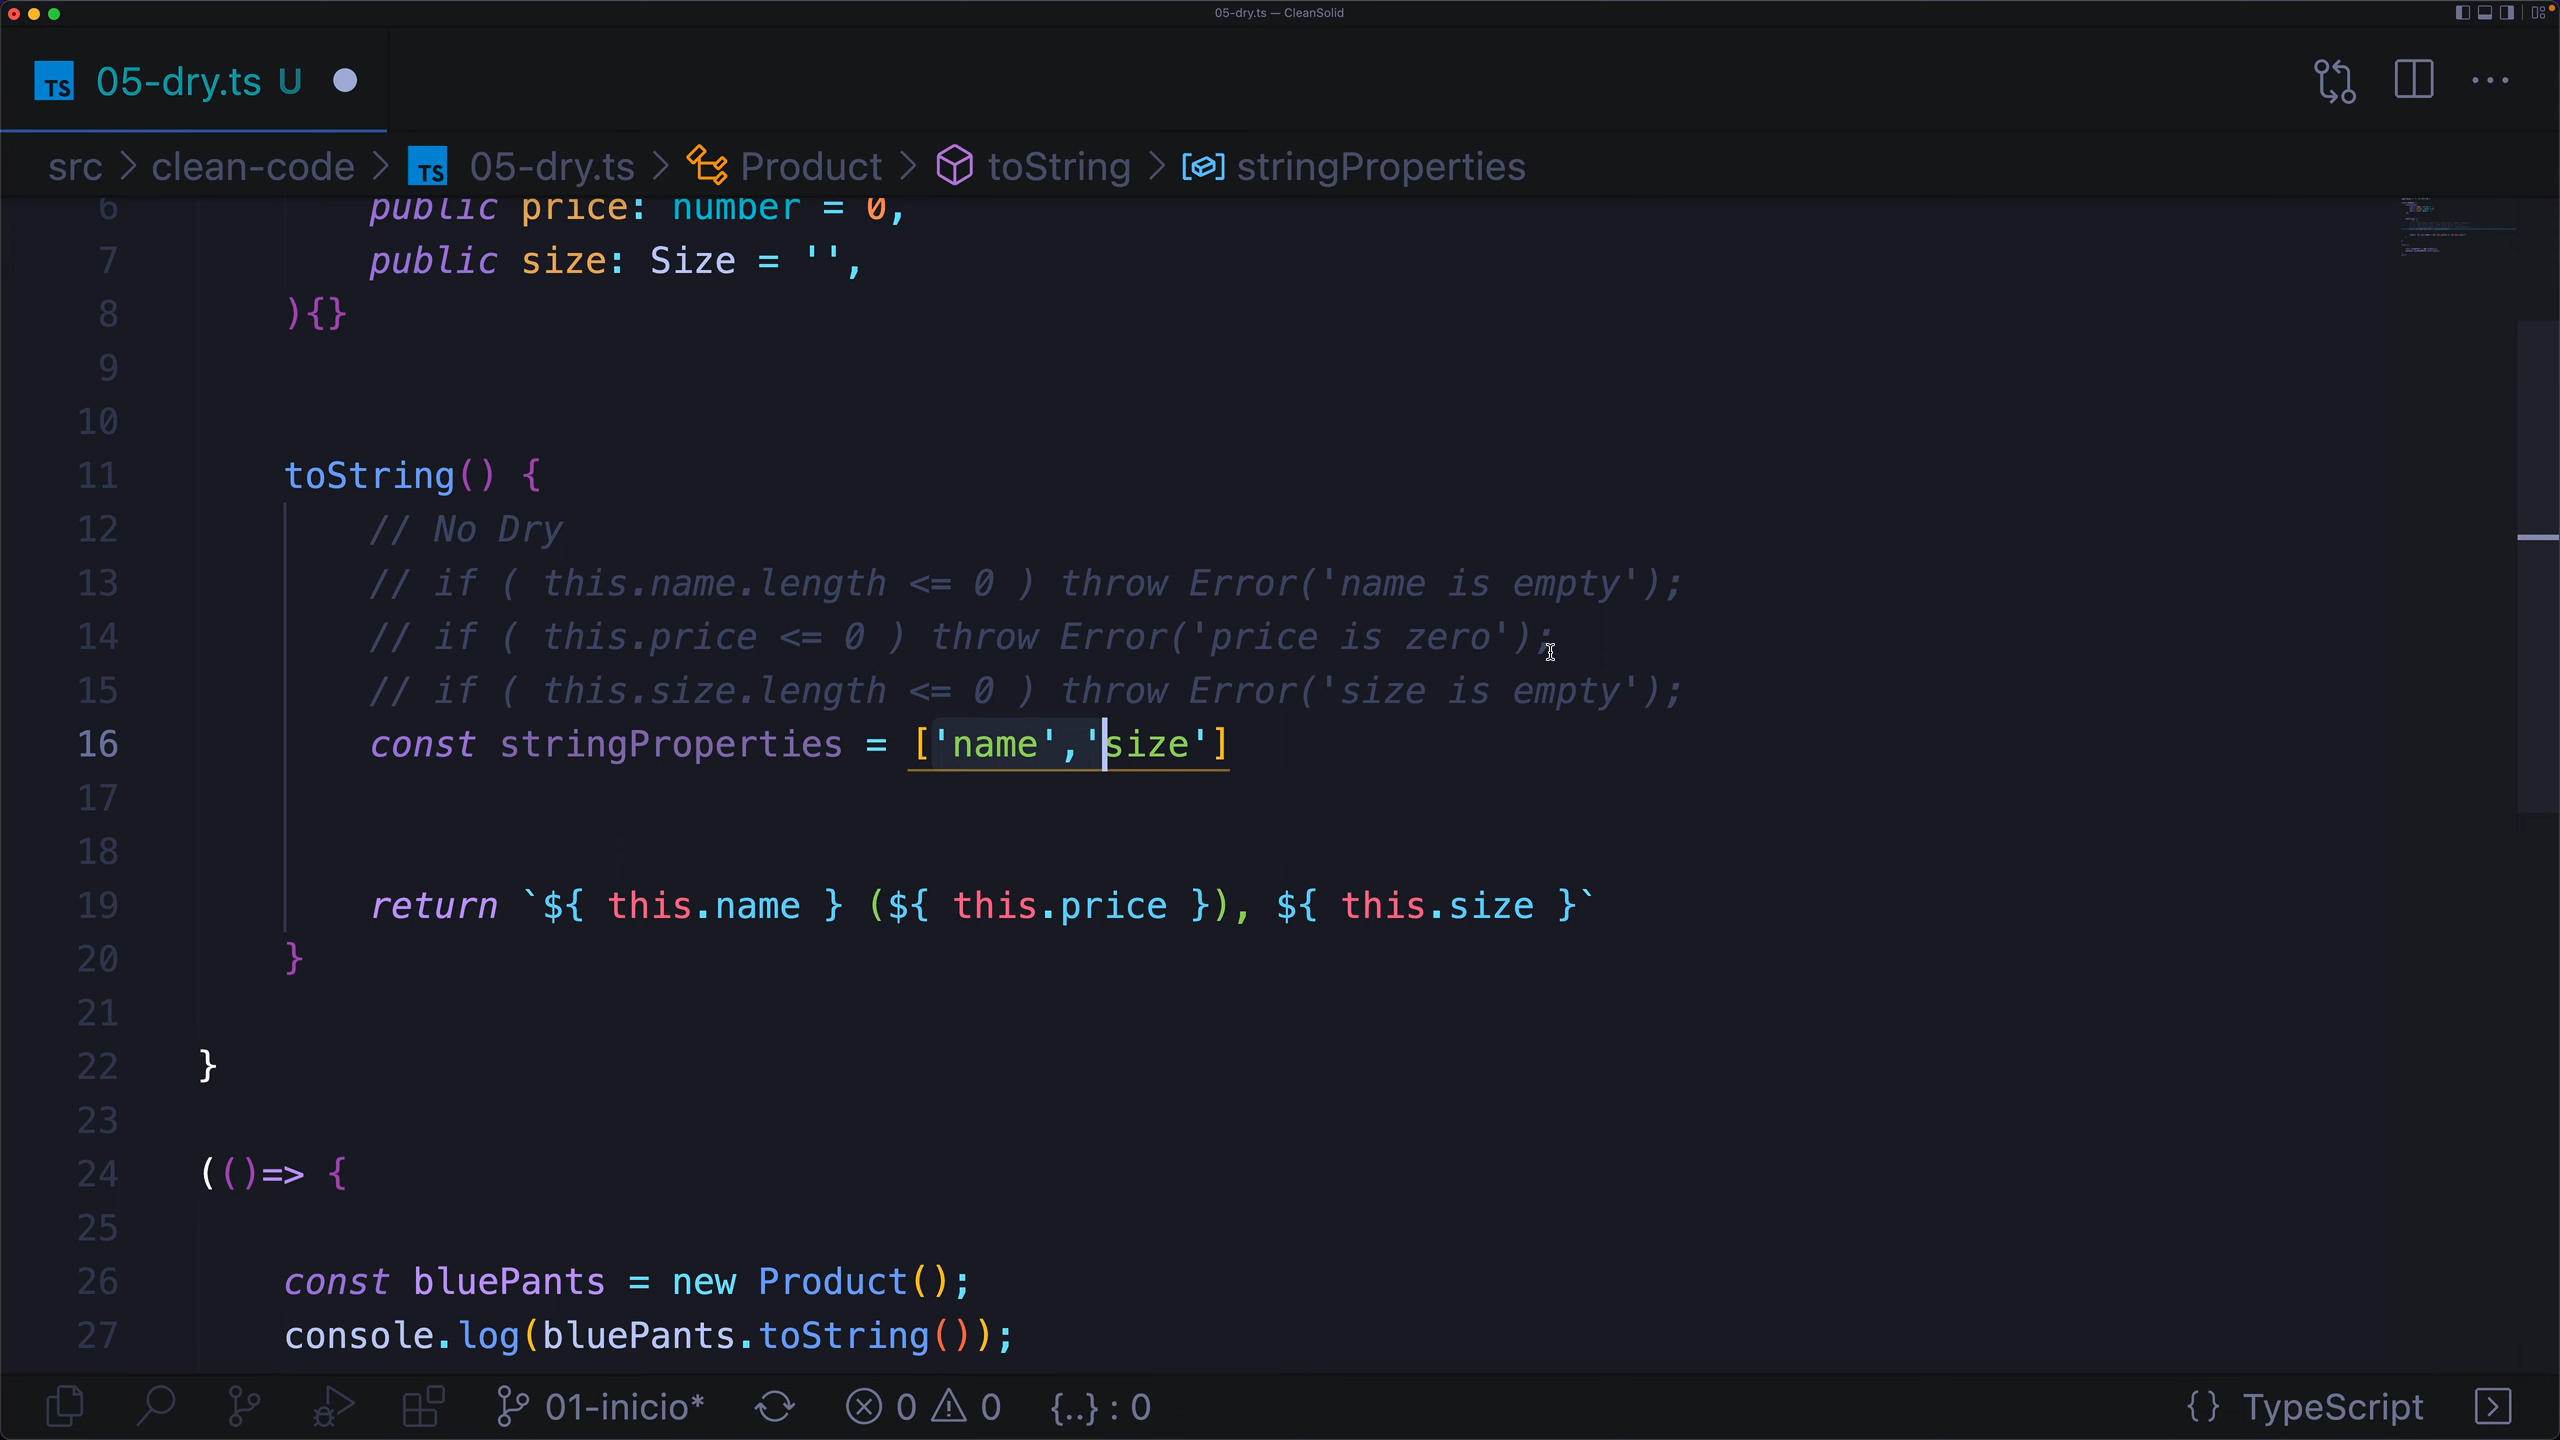 05-dry.ts — CleanSolid
TS 05-dry.ts U
src > clean-code > TS 05-dry.ts > Product > toString > stringProperties
6 public price: number = 0,
7 public size: Size = '',
8 ){}
9
10
11 toString() {
12 // No Dry
13 // if ( this.name.length <= 0 ) throw Error('name is empty');
14 // if ( this.price <= 0 ) throw Error('price is zero');
15 // if ( this.size.length <= 0 ) throw Error('size is empty');
16 const stringProperties = ['name','size']
17
18
19 return `${ this.name } (${ this.price }), ${ this.size }`
20 }
21
22 }
23
24 (()=> {
25
26 const bluePants = new Product();
27 console.log(bluePants.toString());
01-inicio* 0 0 {..} : 0 {} TypeScript